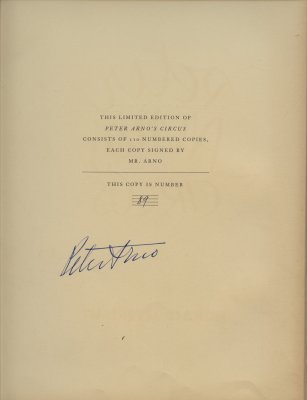 THIS LIMITED EDITION OF
PETER ARNO'S CIRCUS
CONSISTS OF 110 NUMBERED COPIES,
EACH COPY SIGNED BY
MR. ARNO
THIS COPY IS NUMBER
89
Peter Arno